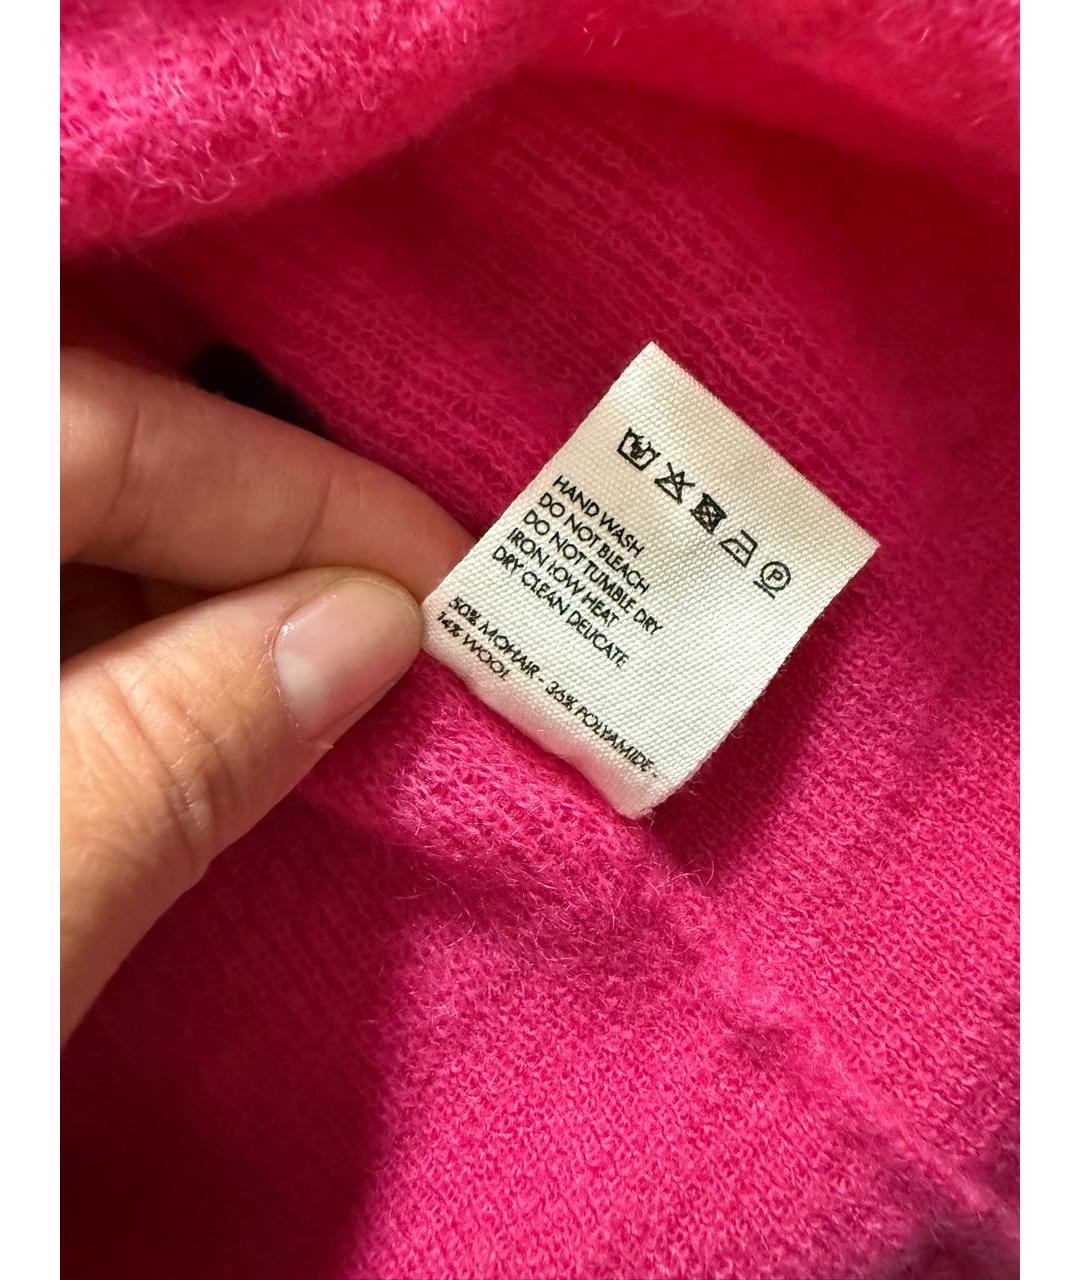 HAND WASH
DO NOT BLEACH
DO NOT TUMBLE DRY
IRON LOW HEAT
DRY CLEAN DELICATE
50% MOHAIR - 36% POLYAMIDE -
14% WOOL